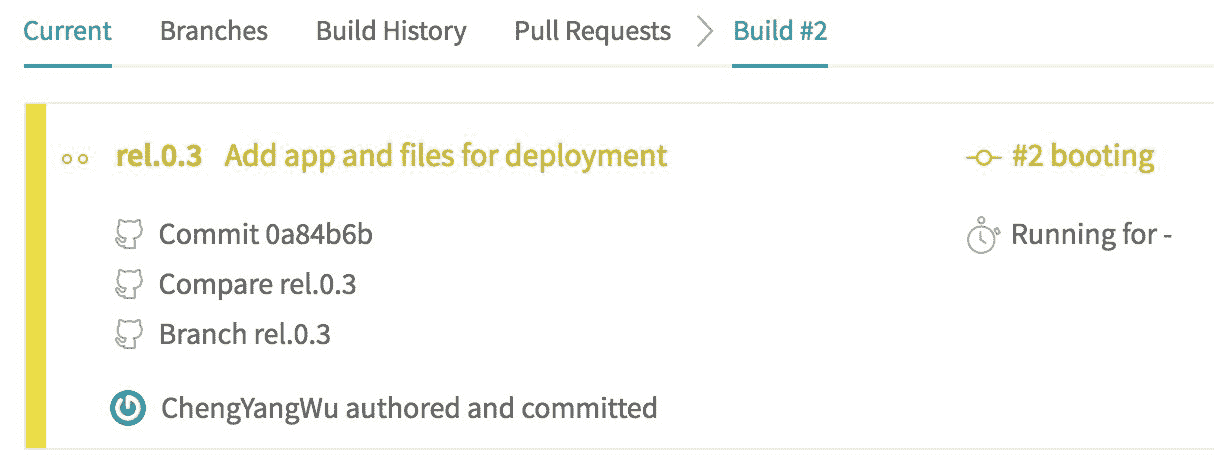 Current Branches Build History Pull Requests Build #2
rel.0.3 Add app and files for deployment #2 booting
Commit 0a84b6b Running for -
Compare rel.0.3
Branch rel.0.3
ChengYangWu authored and committed